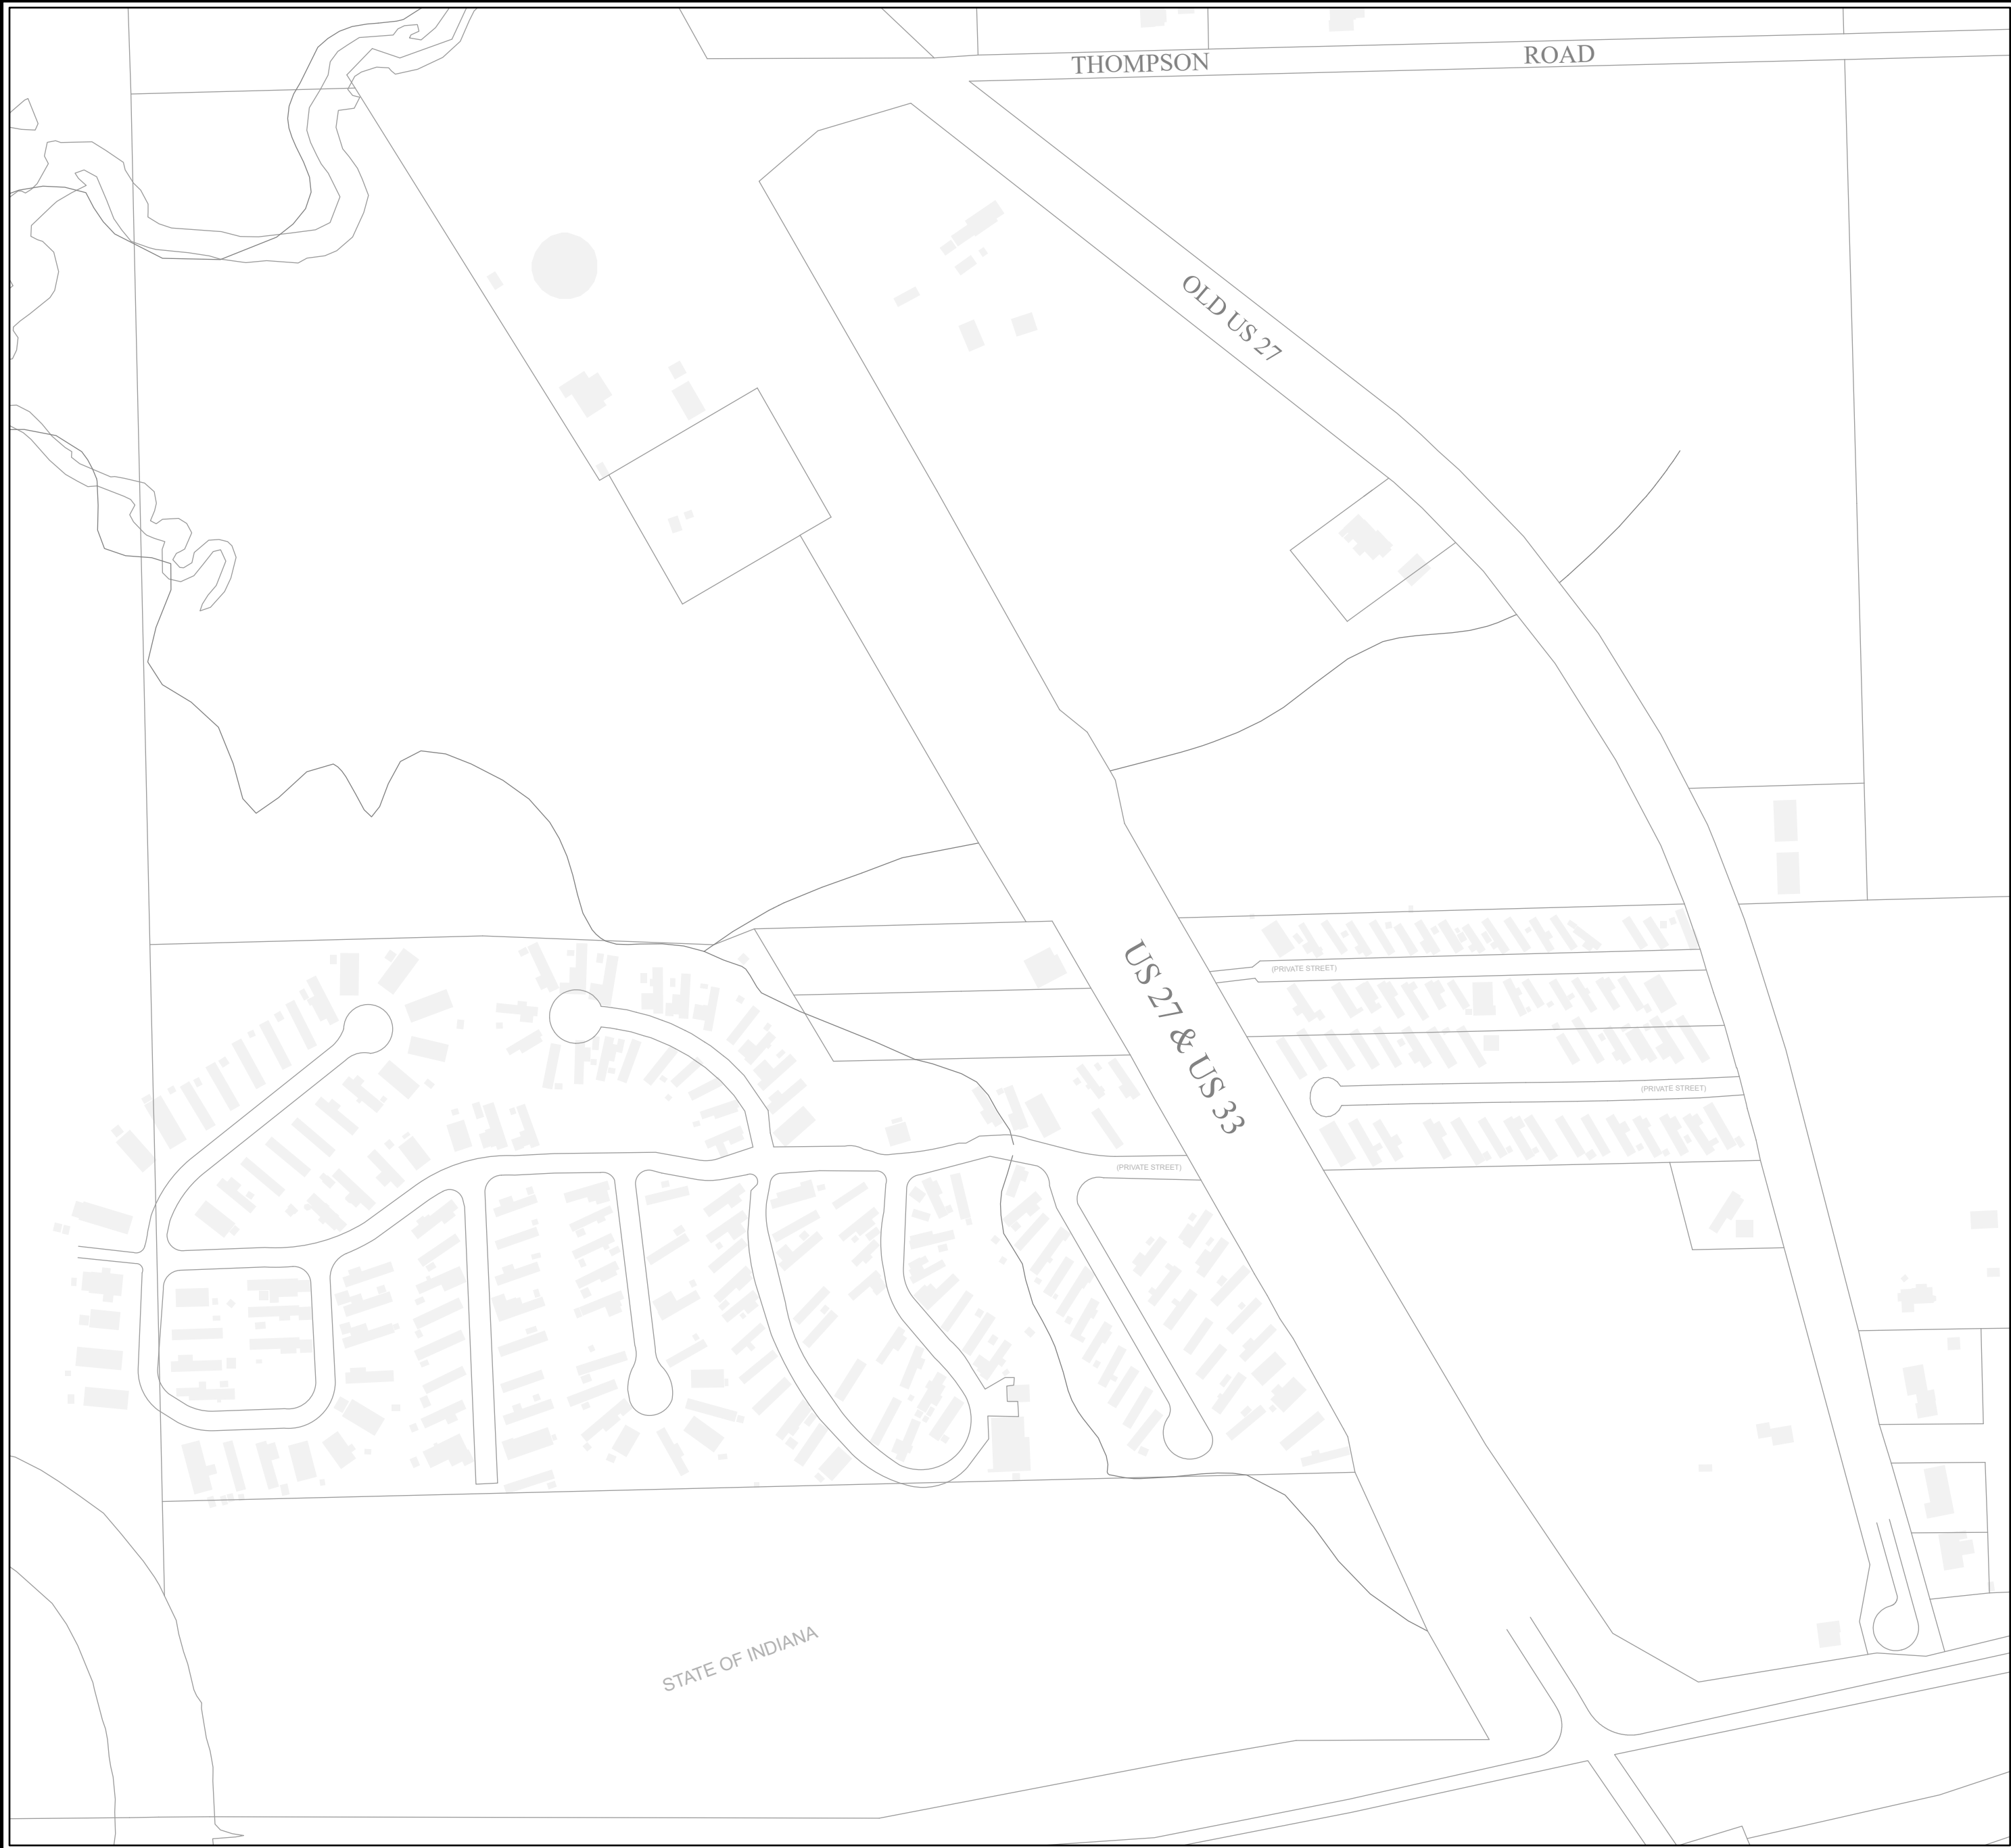 THOMPSON ROAD
OLD US 27
US 27 & US 33
(PRIVATE STREET)
(PRIVATE STREET)
(PRIVATE STREET)
STATE OF INDIANA